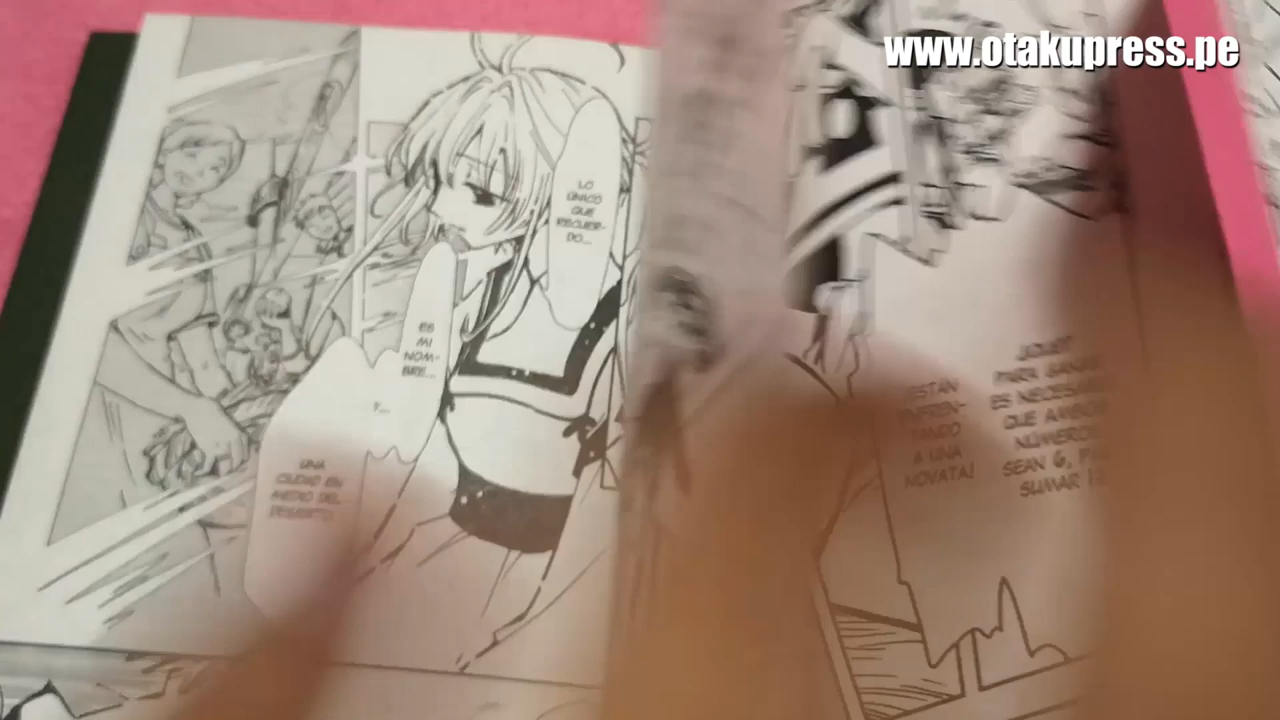 www.otakupress.pe
LO
ÚNICO
QUE
RECUER-
DO...
ES
MI
NOM-
BRE...
Y...
UNA
CIUDAD EN
MEDIO DEL
DESIERTO
¡JOUE?
PARA GANAR
ES NECESARIO
QUE AMBOS
NÚMEROS
SEAN 6,
SUMAR
ESTÁN
ENFREN-
TANDO
A UNA
NOVATA!